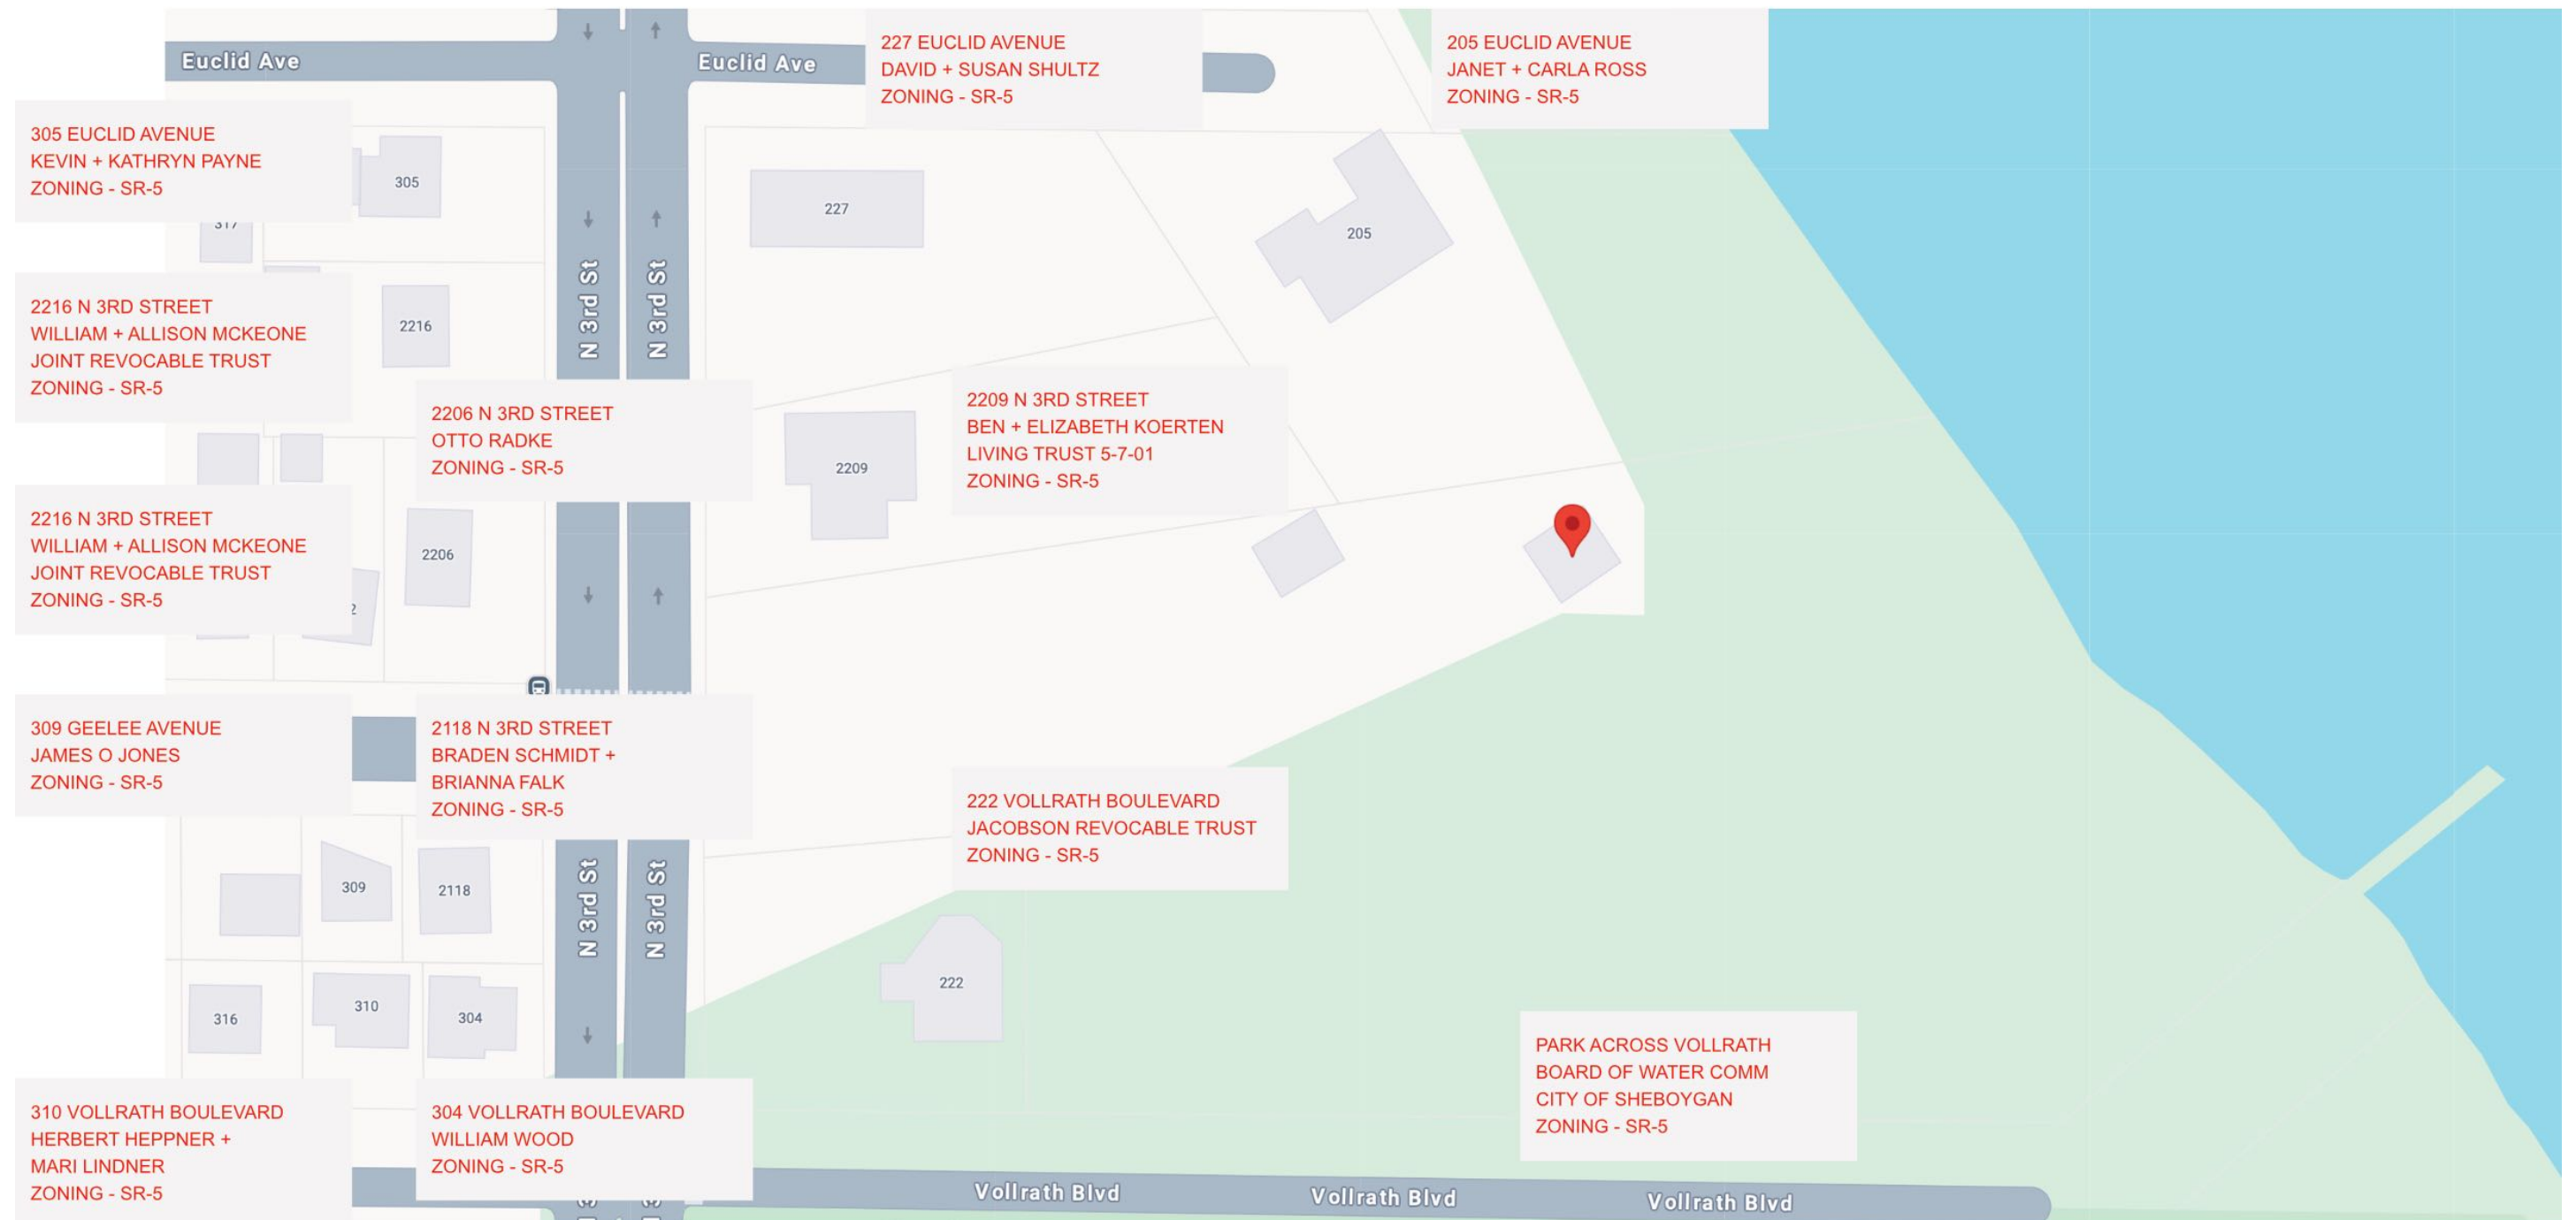 Euclid Ave
Euclid Ave
227 EUCLID AVENUE
DAVID + SUSAN SHULTZ
ZONING - SR-5
205 EUCLID AVENUE
JANET + CARLA ROSS
ZONING - SR-5
305 EUCLID AVENUE
KEVIN + KATHRYN PAYNE
ZONING - SR-5
305
317
227
205
N 3rd St
N 3rd St
2216 N 3RD STREET
WILLIAM + ALLISON MCKEONE
JOINT REVOCABLE TRUST
ZONING - SR-5
2216
2206 N 3RD STREET
OTTO RADKE
ZONING - SR-5
2209
2209 N 3RD STREET
BEN + ELIZABETH KOERTEN
LIVING TRUST 5-7-01
ZONING - SR-5
2216 N 3RD STREET
WILLIAM + ALLISON MCKEONE
JOINT REVOCABLE TRUST
ZONING - SR-5
2
2206
309 GEELEE AVENUE
JAMES O JONES
ZONING - SR-5
2118 N 3RD STREET
BRADEN SCHMIDT +
BRIANNA FALK
ZONING - SR-5
222 VOLLRATH BOULEVARD
JACOBSON REVOCABLE TRUST
ZONING - SR-5
309
2118
N 3rd St
N 3rd St
222
316
310
304
PARK ACROSS VOLLRATH
BOARD OF WATER COMM
CITY OF SHEBOYGAN
ZONING - SR-5
310 VOLLRATH BOULEVARD
HERBERT HEPPNER +
MARI LINDNER
ZONING - SR-5
304 VOLLRATH BOULEVARD
WILLIAM WOOD
ZONING - SR-5
Vollrath Blvd
Vollrath Blvd
Vollrath Blvd